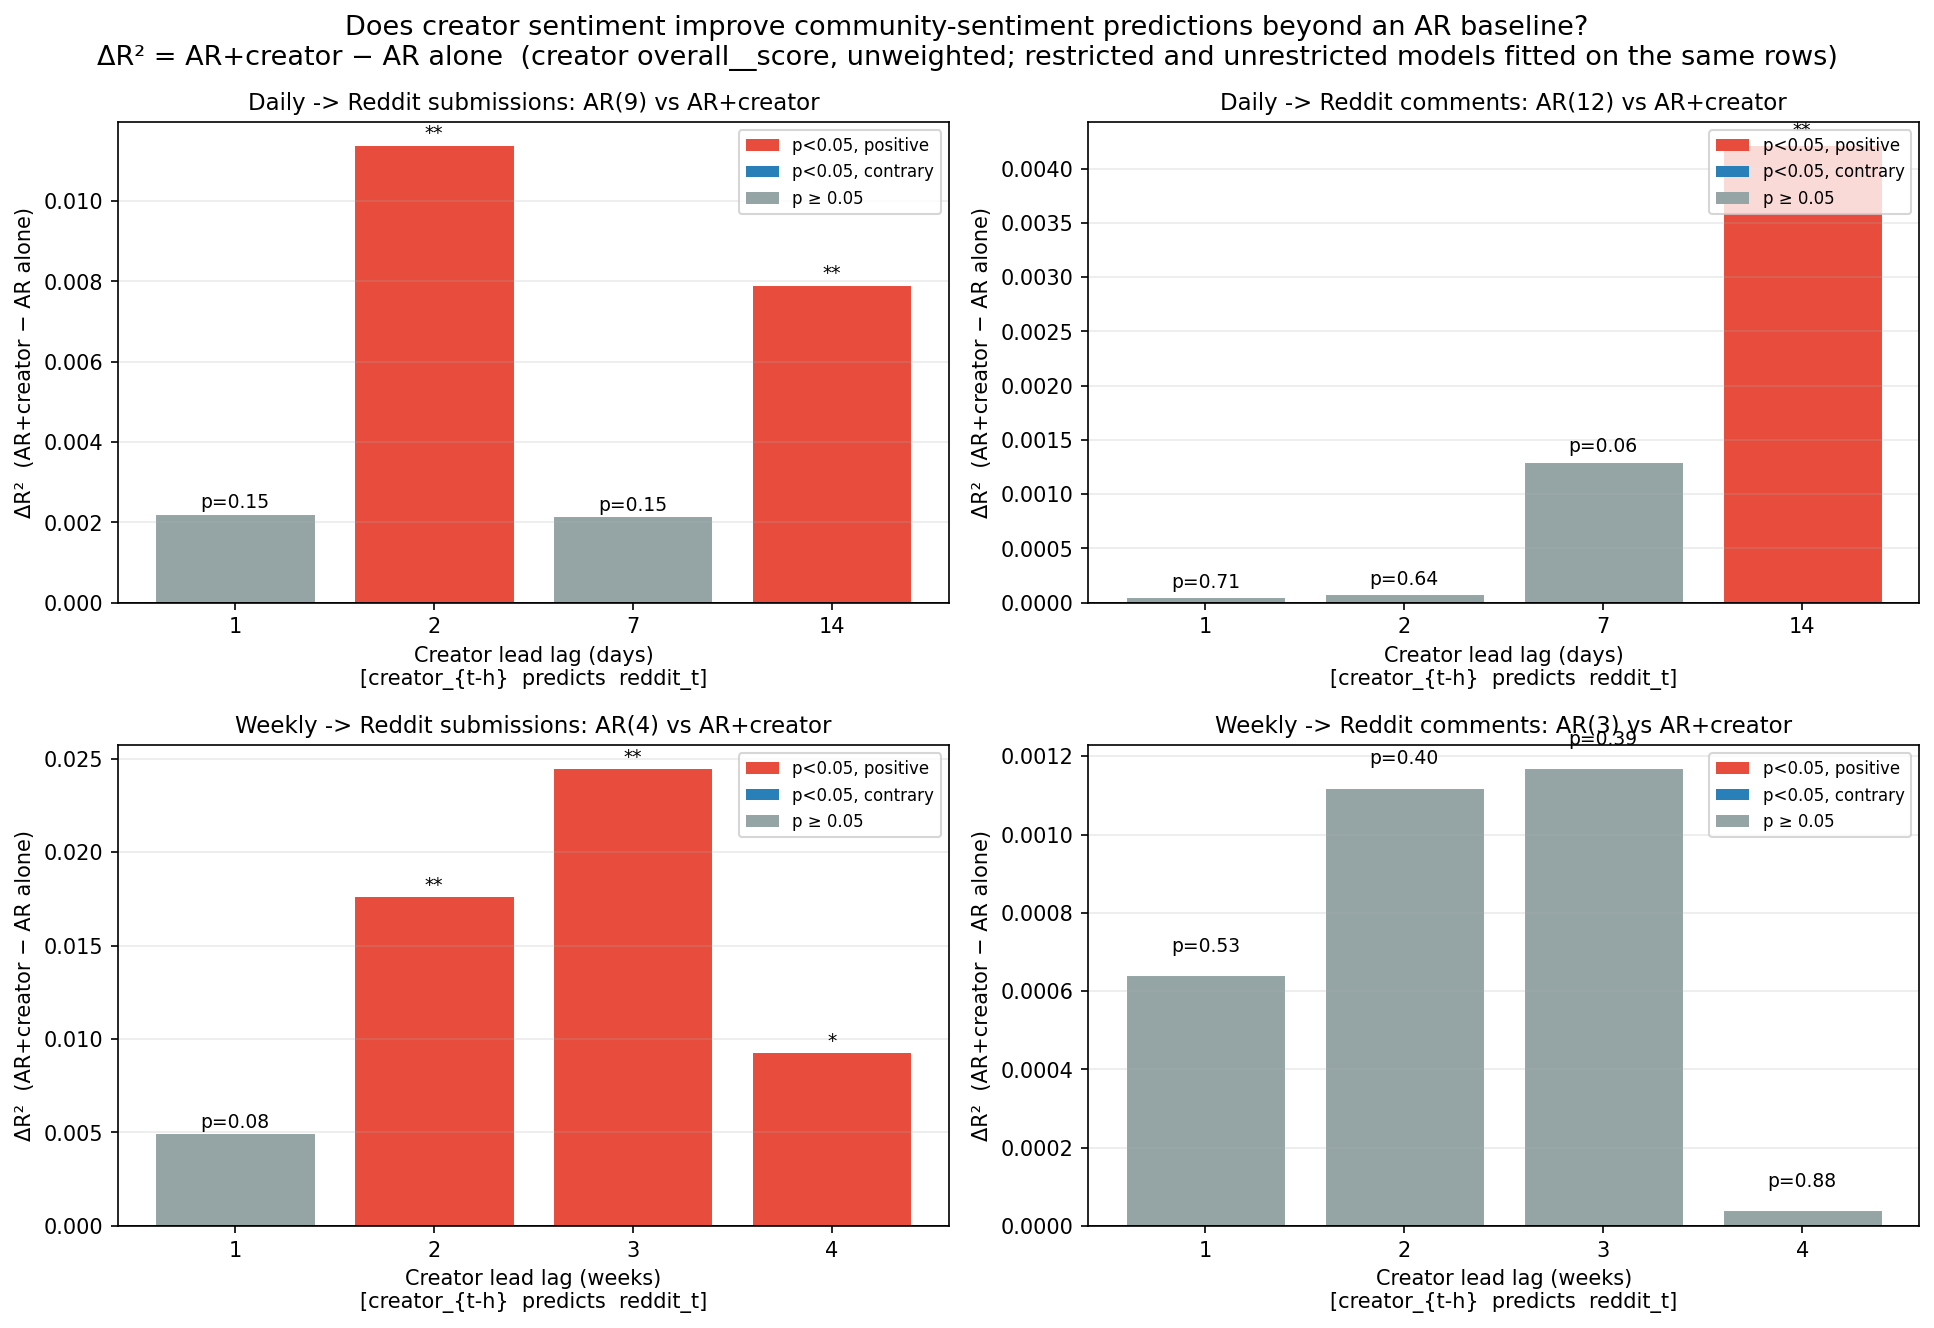 Does creator sentiment improve community-sentiment predictions beyond an AR baseline?
ΔR² = AR+creator − AR alone  (creator overall__score, unweighted; restricted and unrestricted models fitted on the same rows)
Daily -> Reddit submissions: AR(9) vs AR+creator
ΔR²  (AR+creator − AR alone)
0.010
0.008
0.006
0.004
0.002
0.000
p=0.15
**
p=0.15
**
p<0.05, positive
p<0.05, contrary
p ≥ 0.05
1
2
7
14
Creator lead lag (days)
[creator_{t-h}  predicts  reddit_t]
Daily -> Reddit comments: AR(12) vs AR+creator
ΔR²  (AR+creator − AR alone)
0.0040
0.0035
0.0030
0.0025
0.0020
0.0015
0.0010
0.0005
0.0000
p=0.71
p=0.64
p=0.06
**
p<0.05, positive
p<0.05, contrary
p ≥ 0.05
1
2
7
14
Creator lead lag (days)
[creator_{t-h}  predicts  reddit_t]
Weekly -> Reddit submissions: AR(4) vs AR+creator
ΔR²  (AR+creator − AR alone)
0.025
0.020
0.015
0.010
0.005
0.000
p=0.08
**
**
*
p<0.05, positive
p<0.05, contrary
p ≥ 0.05
1
2
3
4
Creator lead lag (weeks)
[creator_{t-h}  predicts  reddit_t]
Weekly -> Reddit comments: AR(3) vs AR+creator
ΔR²  (AR+creator − AR alone)
0.0012
0.0010
0.0008
0.0006
0.0004
0.0002
0.0000
p=0.53
p=0.40
p=0.39
p=0.88
p<0.05, positive
p<0.05, contrary
p ≥ 0.05
1
2
3
4
Creator lead lag (weeks)
[creator_{t-h}  predicts  reddit_t]